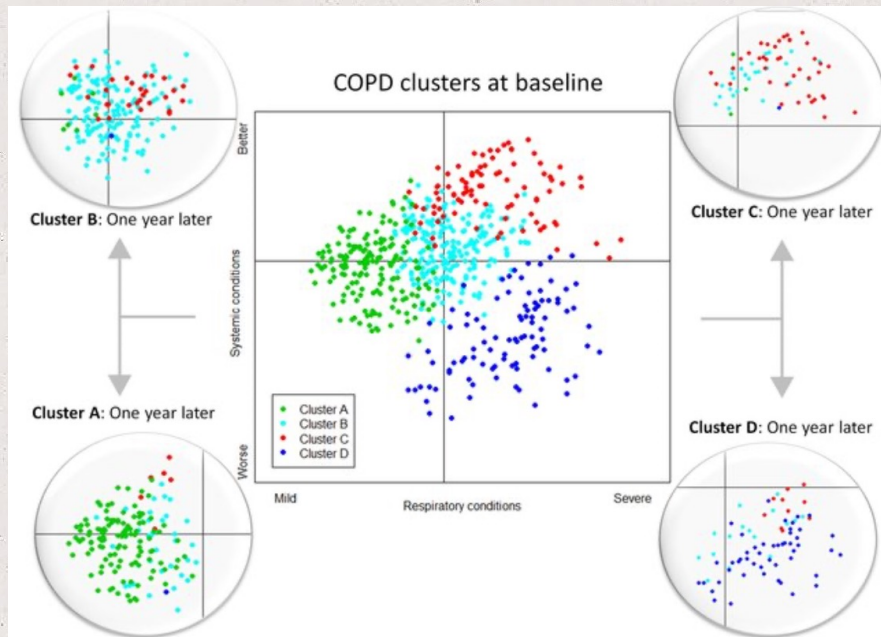 COPD clusters at baseline
Cluster B: One year later
Cluster C: One year later
Better
Systemic conditions
Worse
Cluster A
Cluster B
Cluster C
Cluster D
Mild
Respiratory conditions
Severe
Cluster A: One year later
Cluster D: One year later